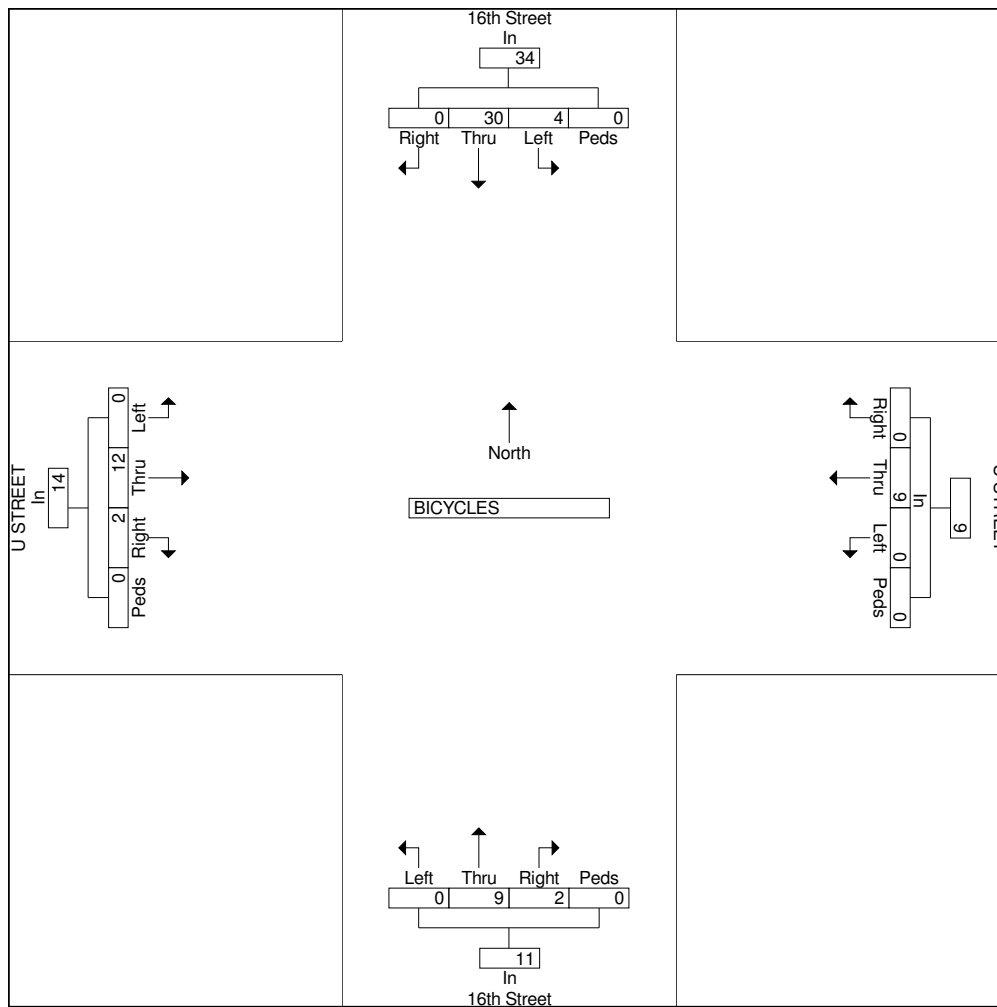 16th Street
In
34
0 30 4 0
Right Thru Left Peds
U STREET
In
14
0 12 2 0
Left Thru Right Peds
North
BICYCLES
Right Thru Left Peds
0 9 0 0
In
9
Left Thru Right Peds
0 9 2 0
11
In
16th Street